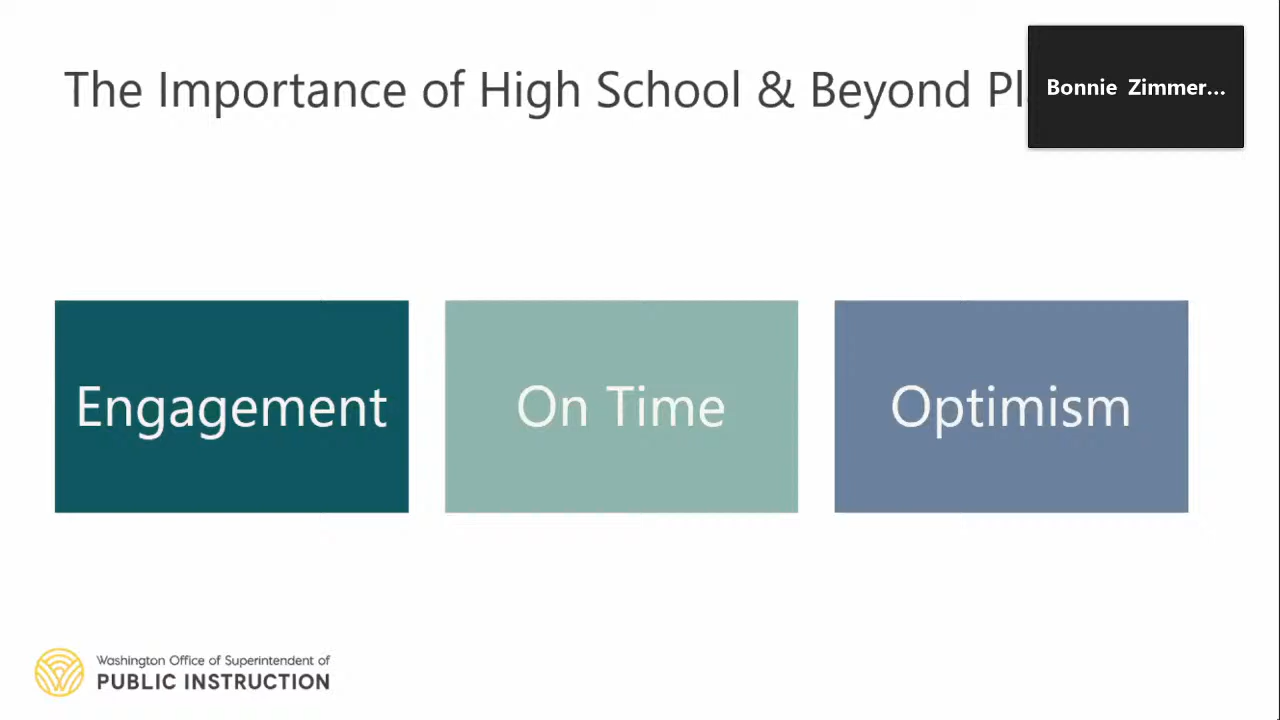 The Importance of High School & Beyond
Bonnie Zimmer...
Engagement
On Time
Optimism
Washington Office of Superintendent of
PUBLIC INSTRUCTION